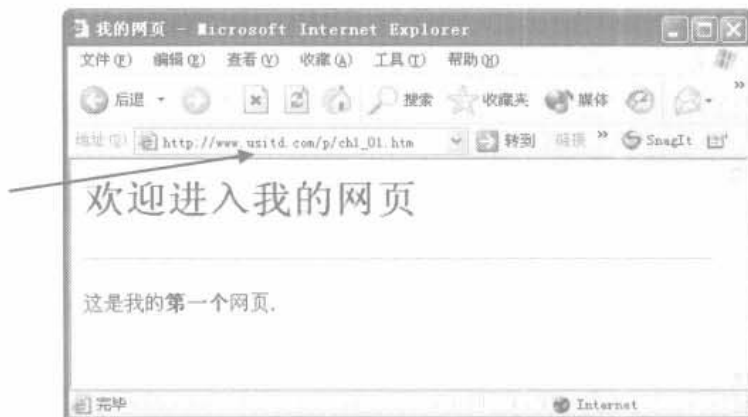 我的网页 - Microsoft Internet Explorer
文件(F) 编辑(E) 查看(V) 收藏(A) 工具(T) 帮助(H)
后退 搜索 收藏夹 媒体 »
地址(D) http://www.usitd.com/p/ch1_01.htm 转到 链接 » SnagIt
欢迎进入我的网页
这是我的第一个网页.
完毕 Internet